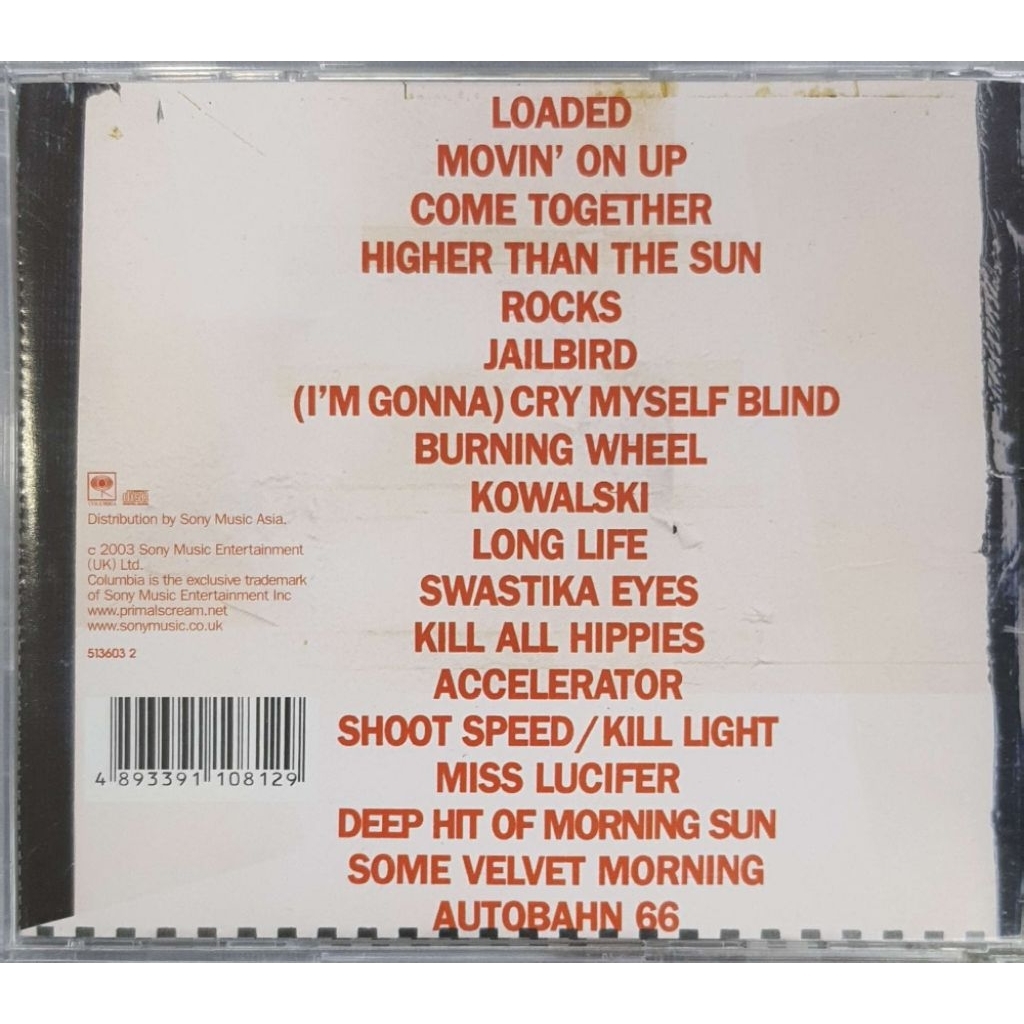 LOADED
MOVIN' ON UP
COME TOGETHER
HIGHER THAN THE SUN
ROCKS
JAILBIRD
(I'M GONNA) CRY MYSELF BLIND
BURNING WHEEL
KOWALSKI
LONG LIFE
SWASTIKA EYES
KILL ALL HIPPIES
ACCELERATOR
SHOOT SPEED/KILL LIGHT
MISS LUCIFER
DEEP HIT OF MORNING SUN
SOME VELVET MORNING
AUTOBAHN 66
Distribution by Sony Music Asia.
c 2003 Sony Music Entertainment
(UK) Ltd.
Columbia is the exclusive trademark
of Sony Music Entertainment Inc
www.primalscream.net
www.sonymusic.co.uk
513603 2
4 893391 108129